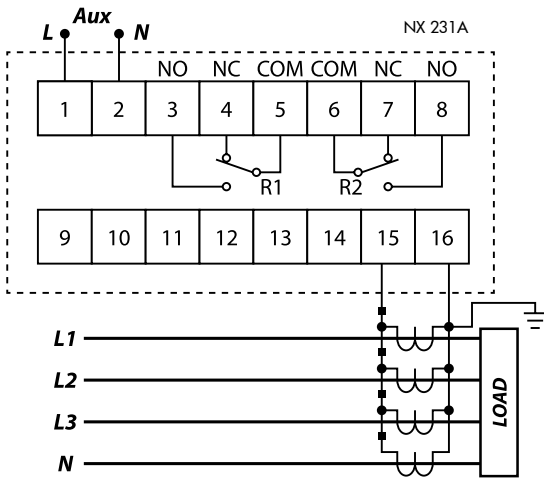 Aux
L N
NX 231A
NO NC COM COM NC NO
1 2 3 4 5 6 7 8
R1 R2
9 10 11 12 13 14 15 16
L1
L2
L3
N
LOAD